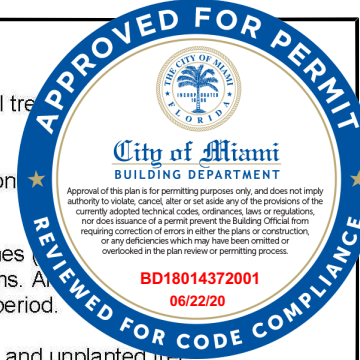 APPROVED FOR PERMIT
THE CITY OF MIAMI
INCORPORATED
18 96
FLORIDA
City of Miami
BUILDING DEPARTMENT
Approval of this plan is for permitting purposes only, and does not imply
authority to violate, cancel, alter or set aside any of the provisions of the
currently adopted technical codes, ordinances, laws or regulations,
nor does issuance of a permit prevent the Building Official from
requiring correction of errors in either the plans or construction,
or any deficiencies which may have been omitted or
overlooked in the plan review or permitting process.
BD18014372001
06/22/20
REVIEWED FOR CODE COMPLIANCE
period.
and unplanted